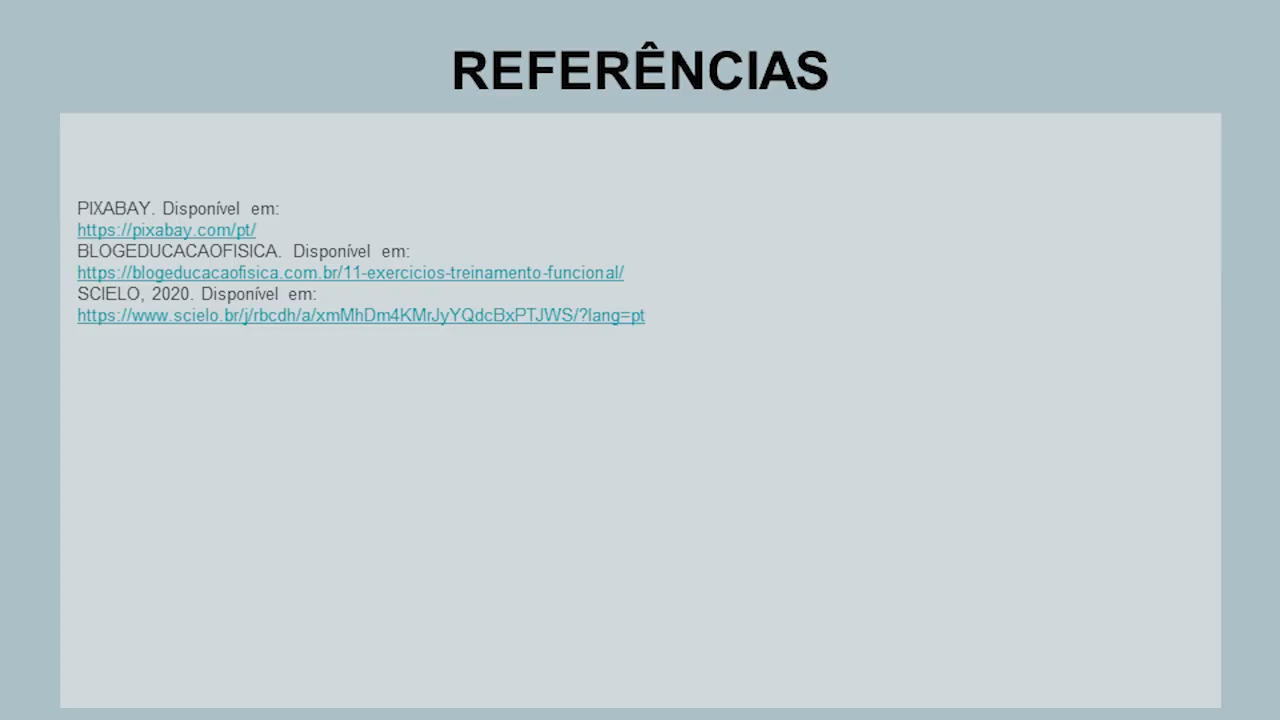 REFERÊNCIAS
PIXABAY. Disponível em:
https://pixabay.com/pt/
BLOGEDUCACAOFISICA. Disponível em:
https://blogeducacaofisica.com.br/11-exercicios-treinamento-funcional/
SCIELO, 2020. Disponível em:
https://www.scielo.br/j/rbcdh/a/xmMhDm4KMrJyYQdcBxPTJWS/?lang=pt